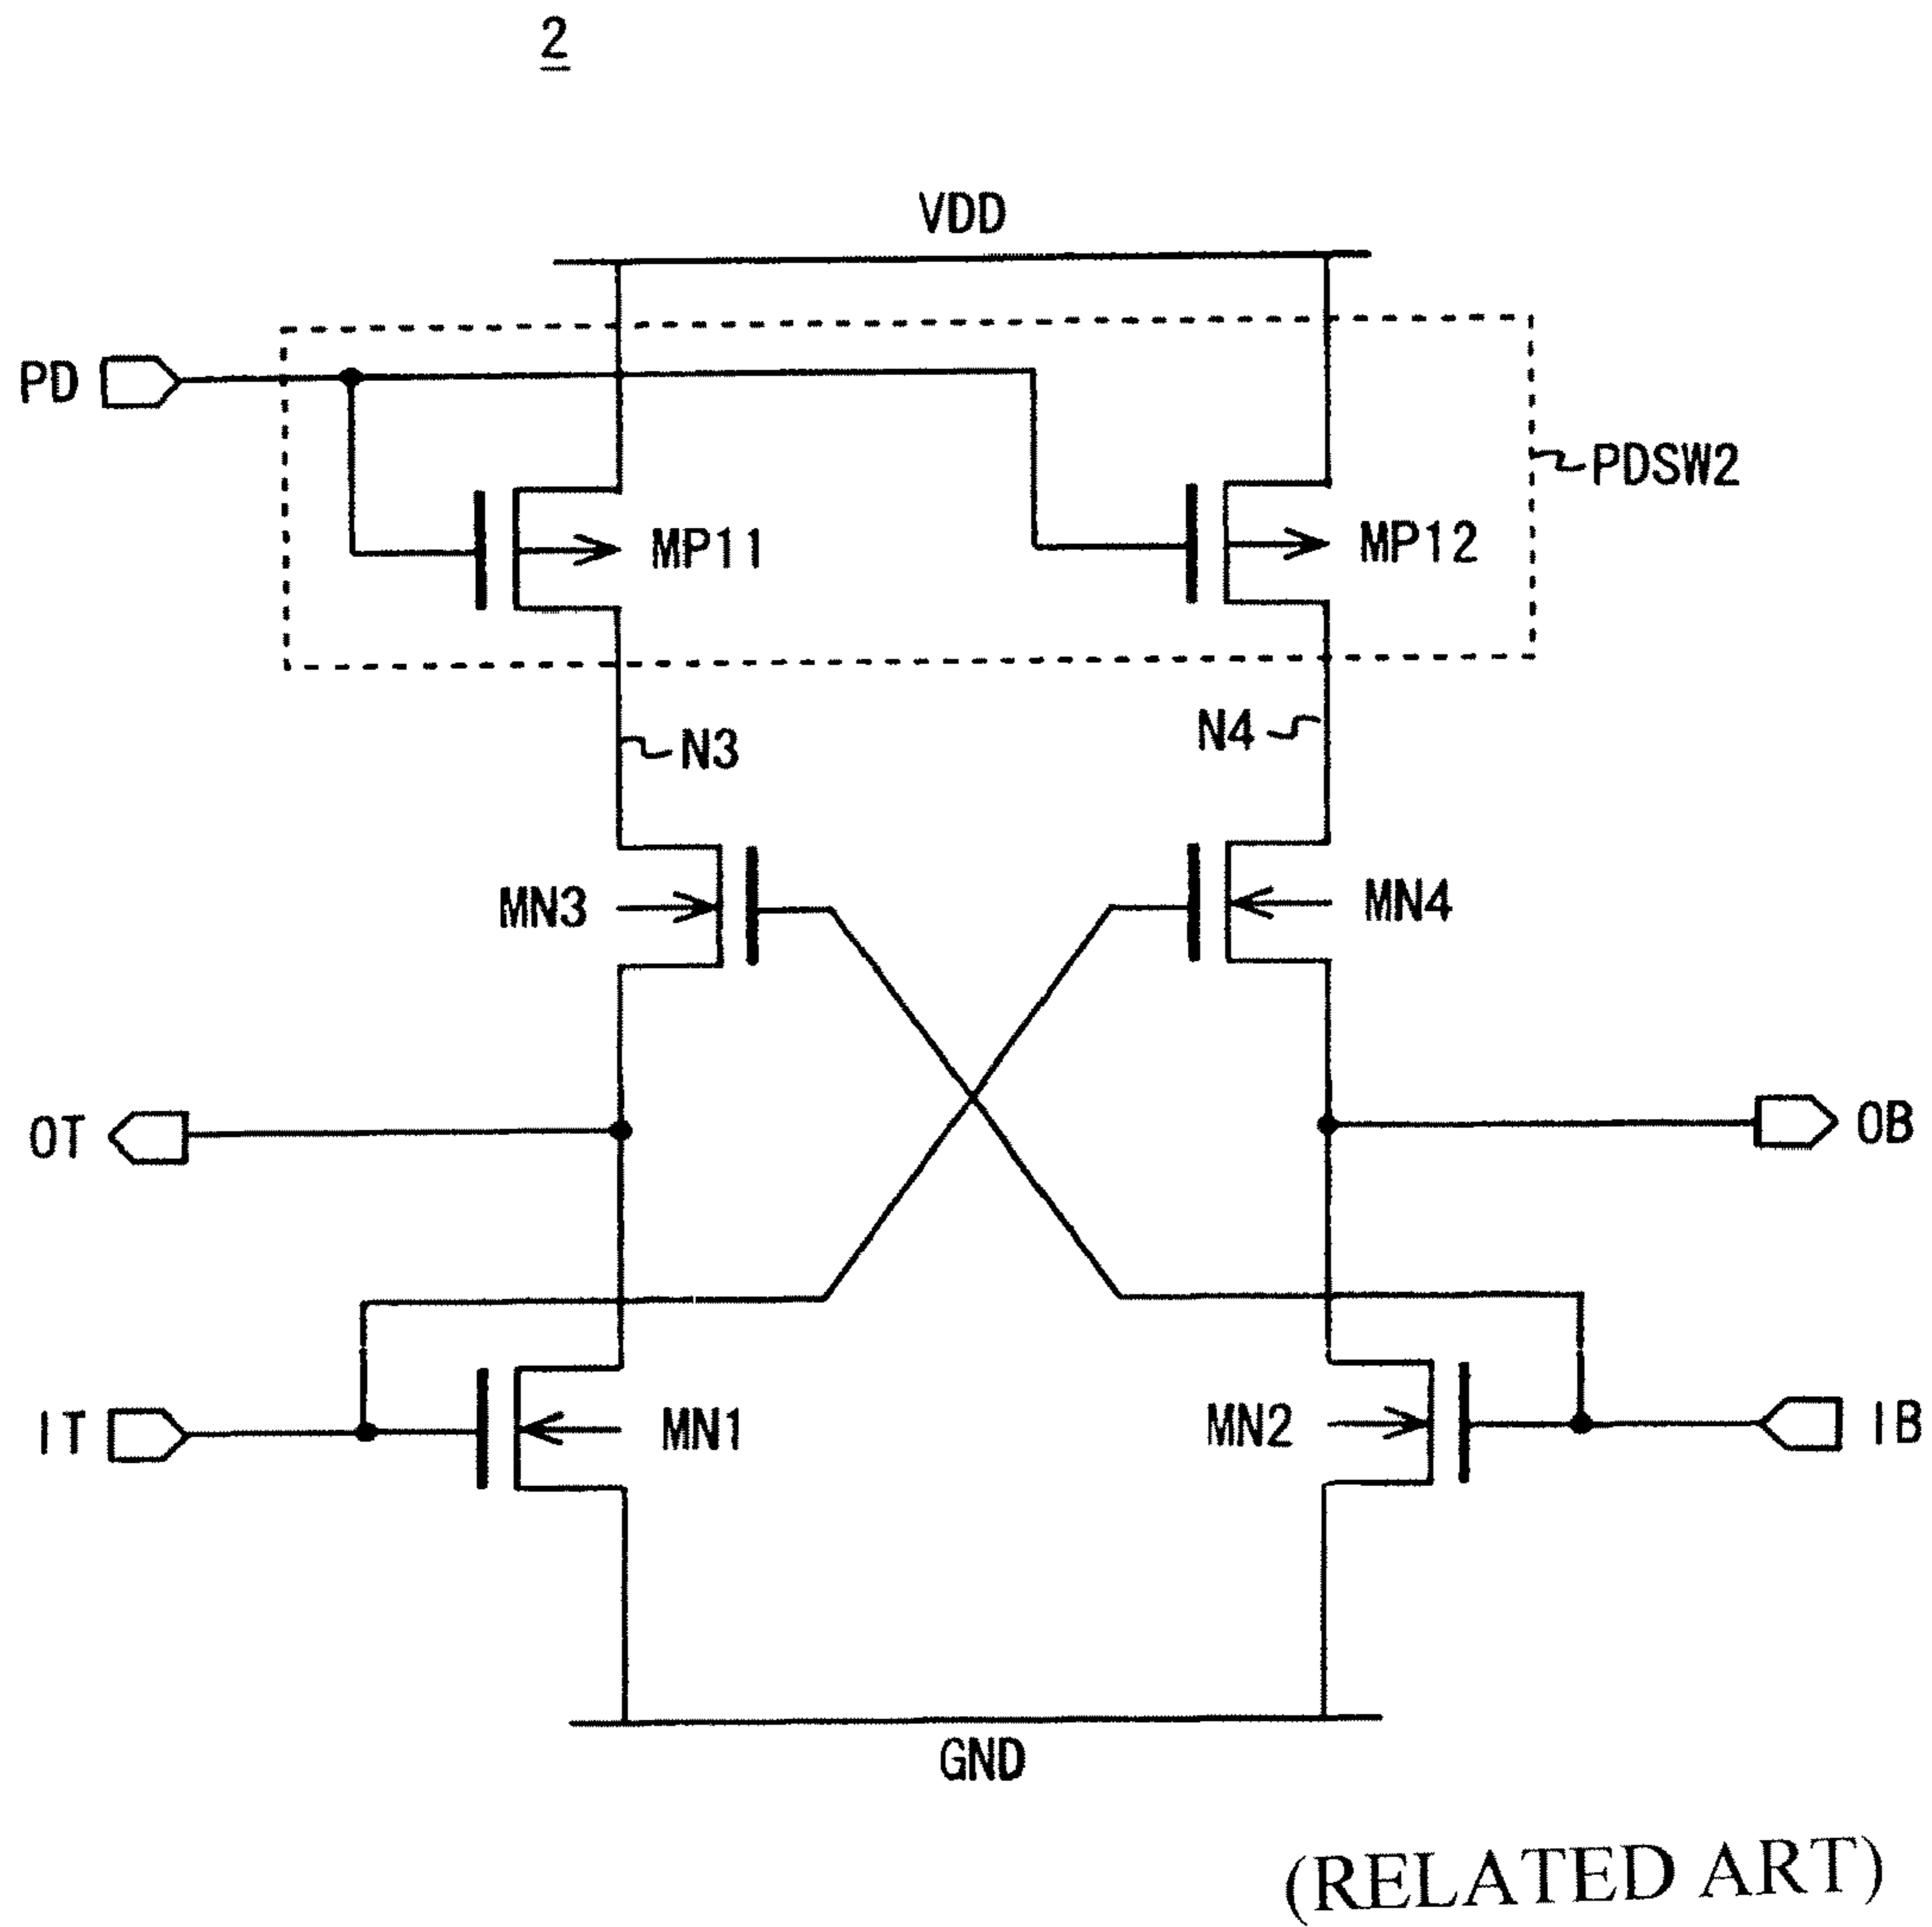 2
VDD
PD
PDSW2
MP11
MP12
N3
N4
MN3
MN4
OT
OB
IT
MN1
MN2
IB
GND
(RELATED ART)